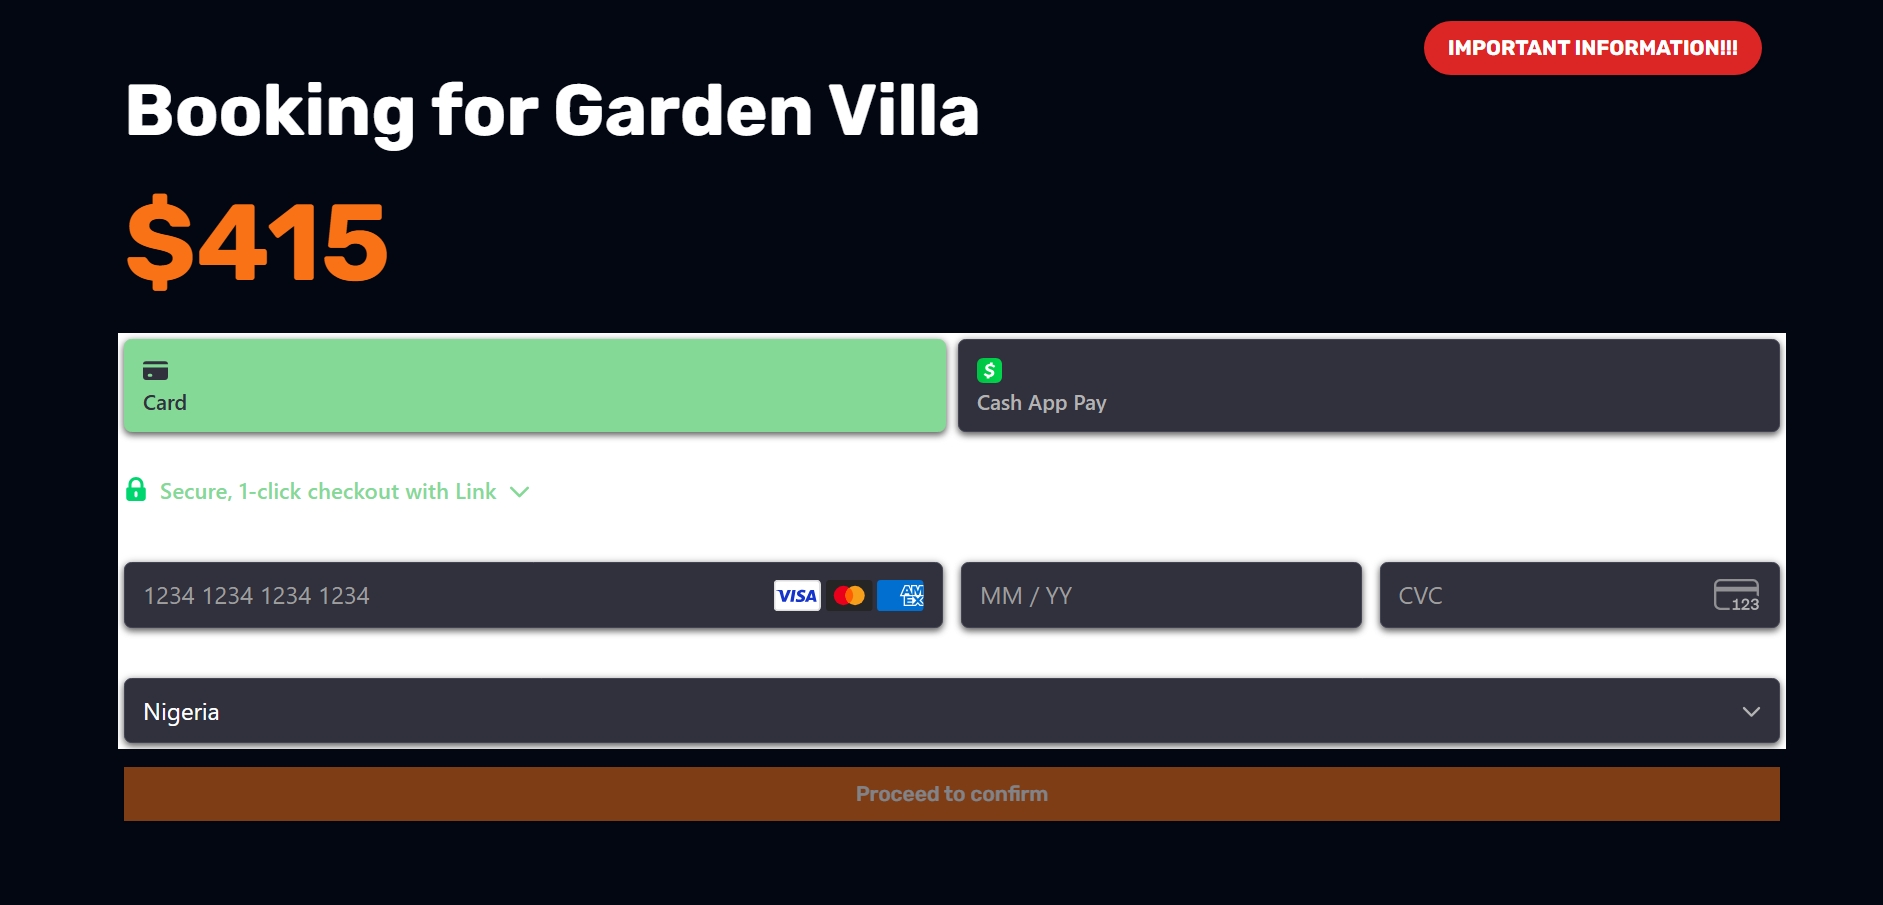 IMPORTANT INFORMATION!!!
Booking for Garden Villa
$415
Card
$
Cash App Pay
Secure, 1-click checkout with Link
1234 1234 1234 1234
VISA
AM
EX
MM / YY
CVC
123
Nigeria
Proceed to confirm